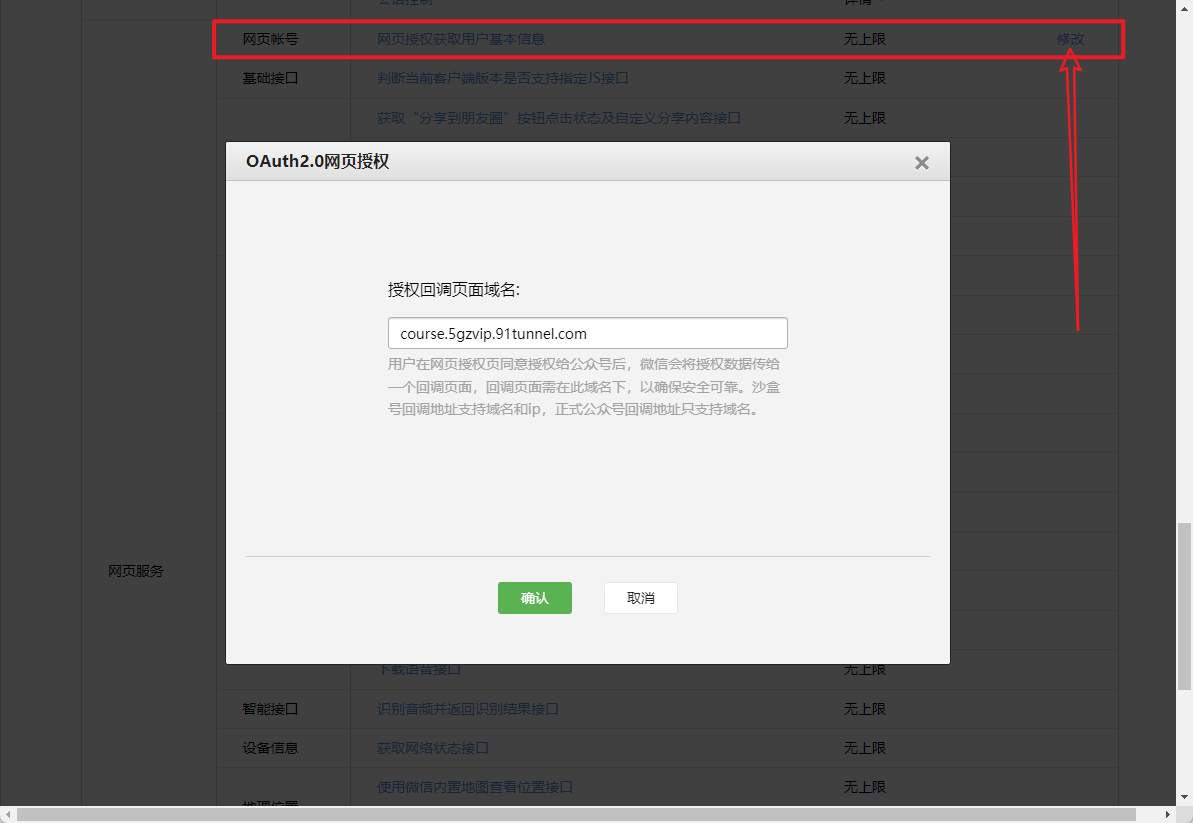 会话控制
详情
网页帐号 网页授权获取用户基本信息 无上限 修改
基础接口 判断当前客户端版本是否支持指定JS接口 无上限
获取“分享到朋友圈”按钮点击状态及自定义分享内容接口 无上限
OAuth2.0网页授权
授权回调页面域名:
course.5gzvip.91tunnel.com
用户在网页授权页同意授权给公众号后，微信会将授权数据传给
一个回调页面，回调页面需在此域名下，以确保安全可靠。沙盒
号回调地址支持域名和ip，正式公众号回调地址只支持域名。
网页服务
确认 取消
下载语音接口 无上限
智能接口 识别音频并返回识别结果接口 无上限
设备信息 获取网络状态接口 无上限
使用微信内置地图查看位置接口 无上限
地理位置